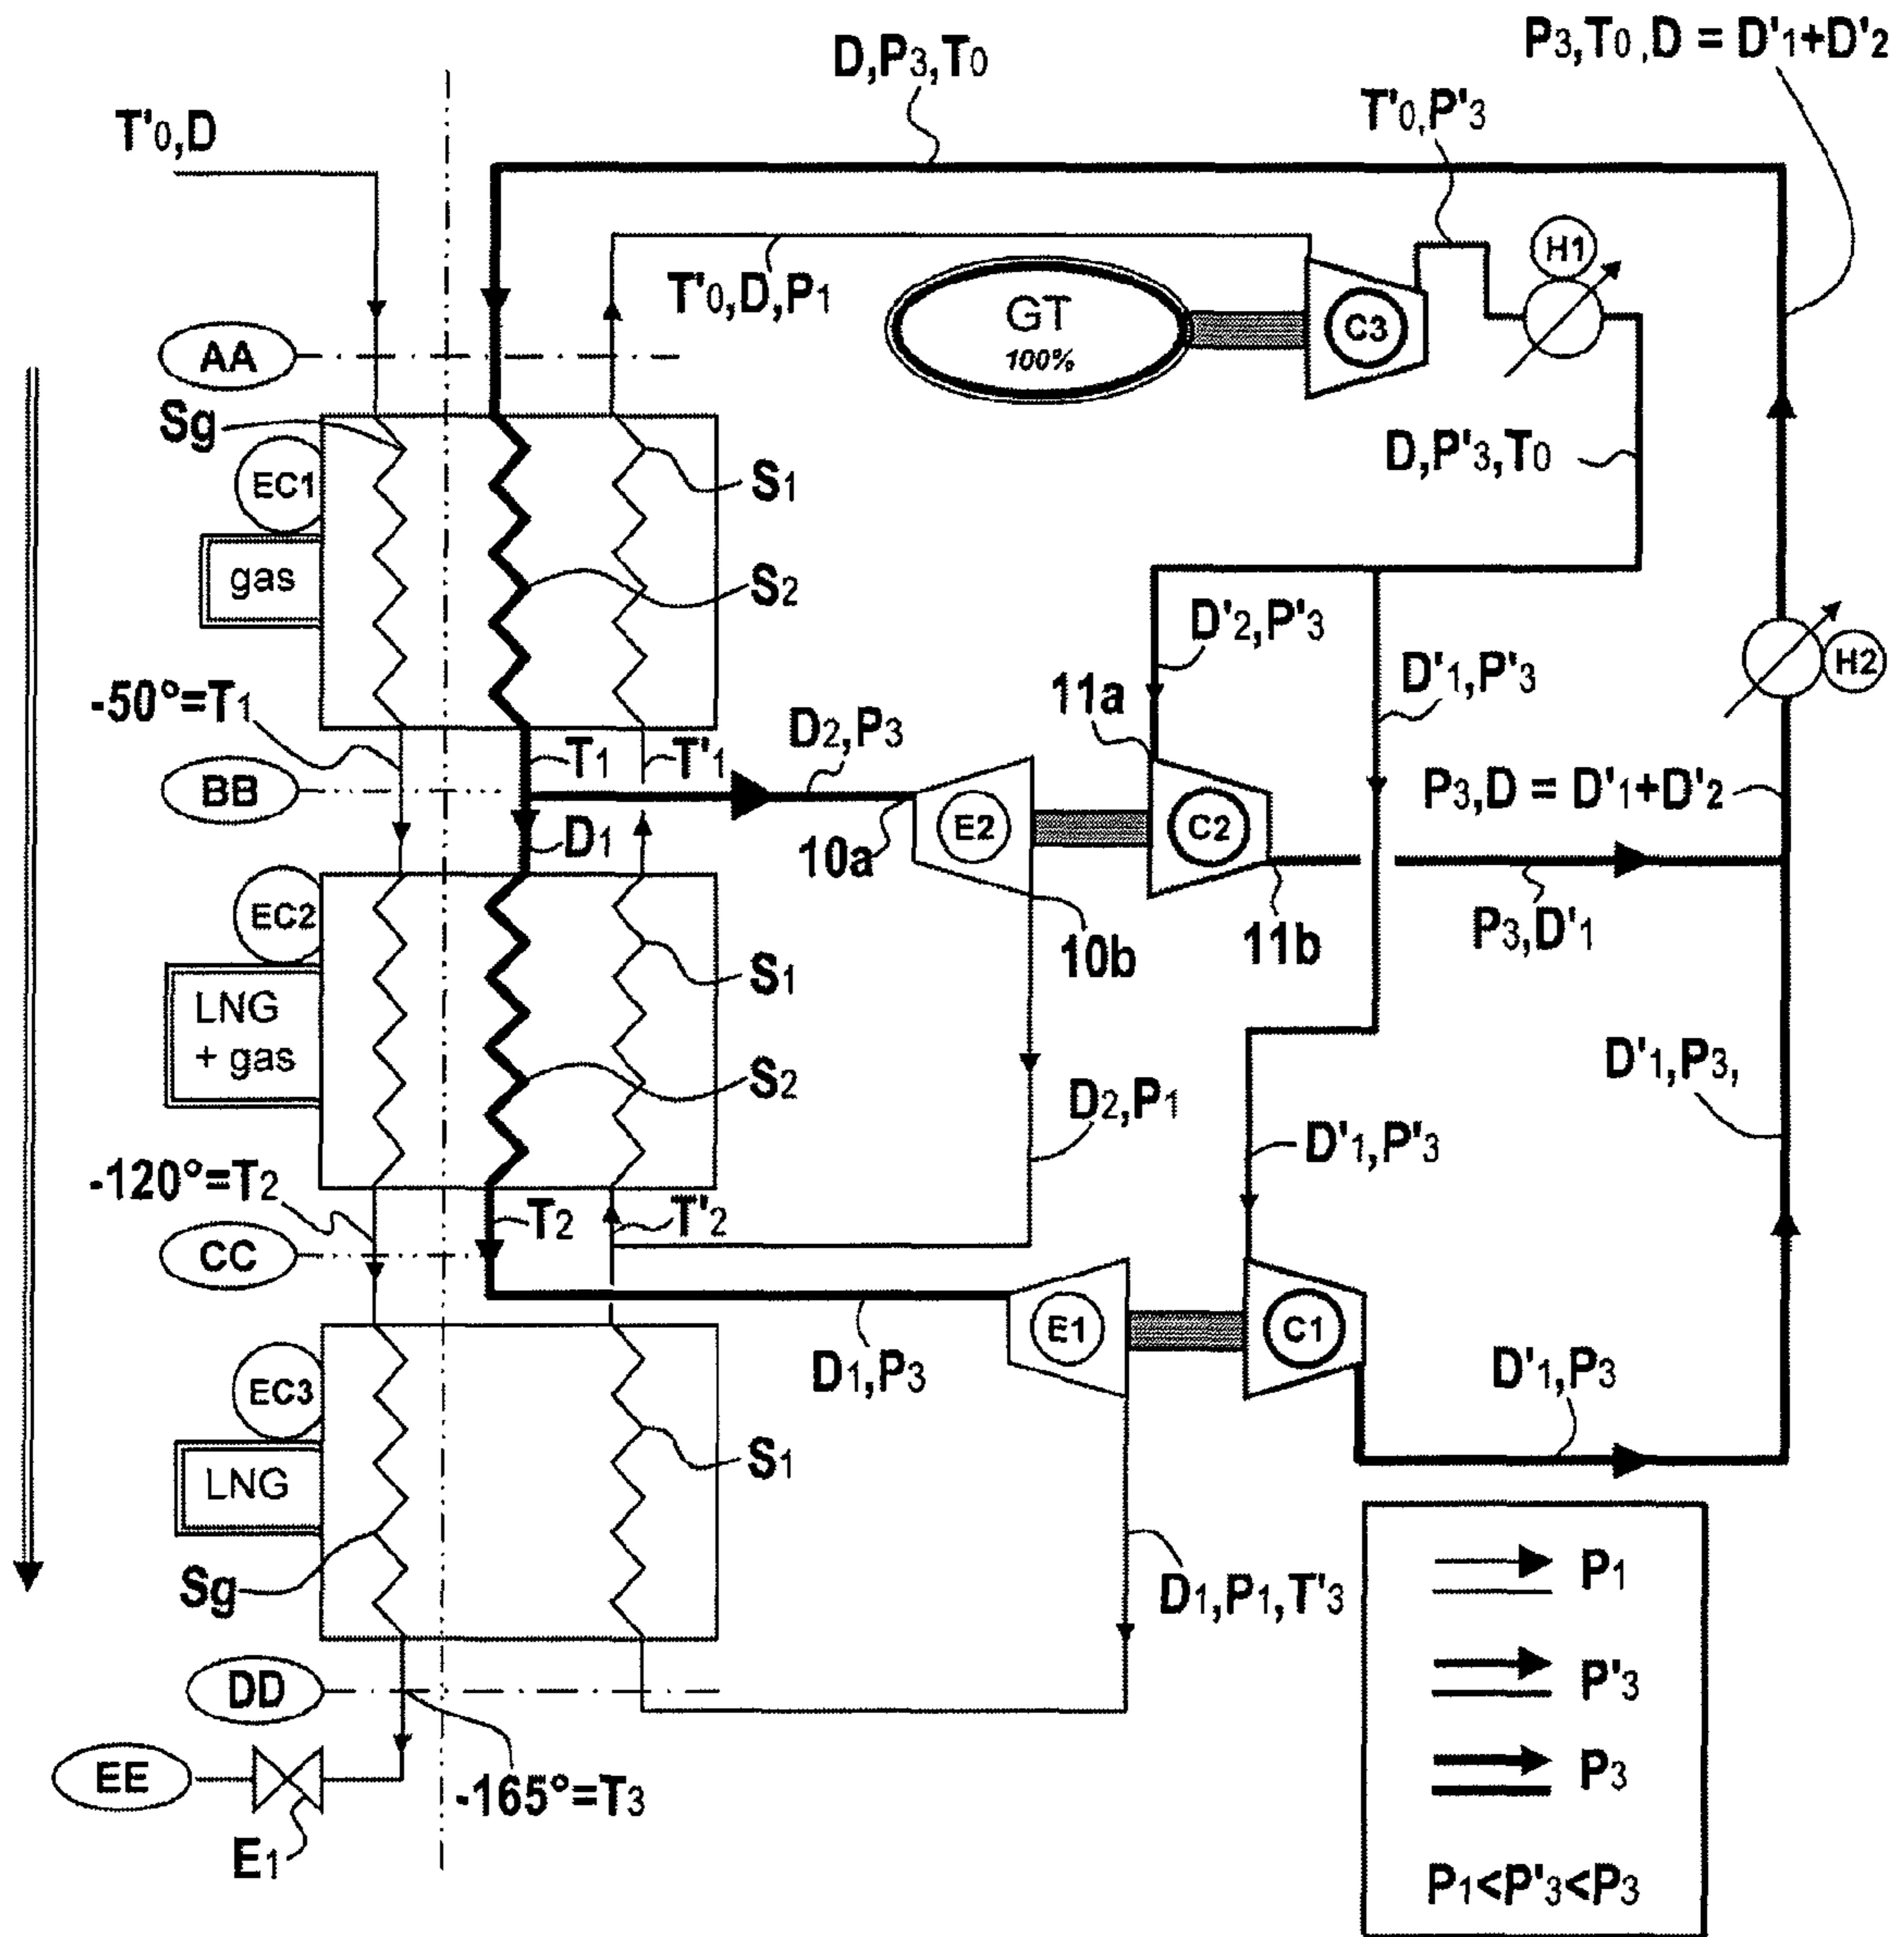 P3,T0,D = D'1+D'2
D,P3,T0
T'0,P'3
T'0,D
H1
T'0,D,P1
GT
100%
C3
AA
Sg
D,P'3,T0
EC1
S1
gas
S2
D'2,P'3
H2
D'1,P'3
11a
-50°=T1
D2,P3
T1
T'1
BB
P3,D = D'1+D'2
E2
C2
D1
10a
EC2
P3,D'1
11b
10b
S1
LNG
+ gas
D'1,P3,
S2
D2,P1
D'1,P'3
-120°=T2
T2
T'2
CC
E1
C1
D1,P3
D'1,P3
EC3
S1
LNG
P1
Sg
D1,P1,T'3
DD
P'3
EE
P3
-165°=T3
E1
P1<P'3<P3